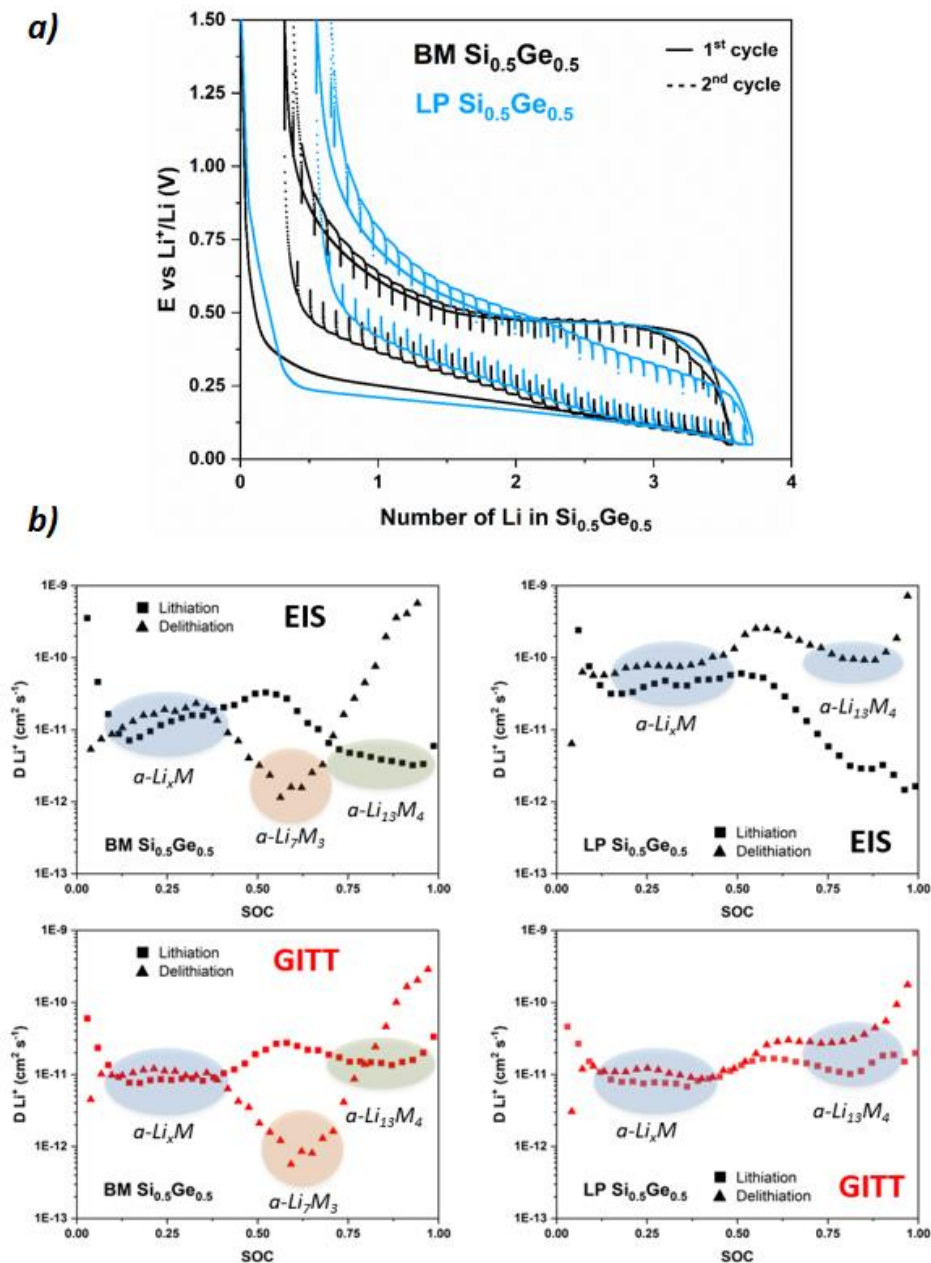 a)
BM Si0.5Ge0.5
LP Si0.5Ge0.5
1st cycle
2nd cycle
E vs Li+/Li (V)
1.50
1.25
1.00
0.75
0.50
0.25
0.00
0 1 2 3 4
Number of Li in Si0.5Ge0.5
b)
Lithiation
Delithiation
EIS
D Li+ (cm2 s-1)
1E-9
1E-10
1E-11
1E-12
1E-13
a-LixM
a-Li7M3
a-Li13M4
BM Si0.5Ge0.5
0.00 0.25 0.50 0.75 1.00
SOC
D Li+ (cm2 s-1)
1E-9
1E-10
1E-11
1E-12
1E-13
a-LixM
a-Li13M4
LP Si0.5Ge0.5
Lithiation
Delithiation
EIS
0.00 0.25 0.50 0.75 1.00
SOC
Lithiation
Delithiation
GITT
D Li+ (cm2 s-1)
1E-9
1E-10
1E-11
1E-12
1E-13
a-LixM
a-Li7M3
a-Li13M4
BM Si0.5Ge0.5
0.00 0.25 0.50 0.75 1.00
SOC
D Li+ (cm2 s-1)
1E-9
1E-10
1E-11
1E-12
1E-13
a-LixM
a-Li13M4
LP Si0.5Ge0.5
Lithiation
Delithiation
GITT
0.00 0.25 0.50 0.75 1.00
SOC